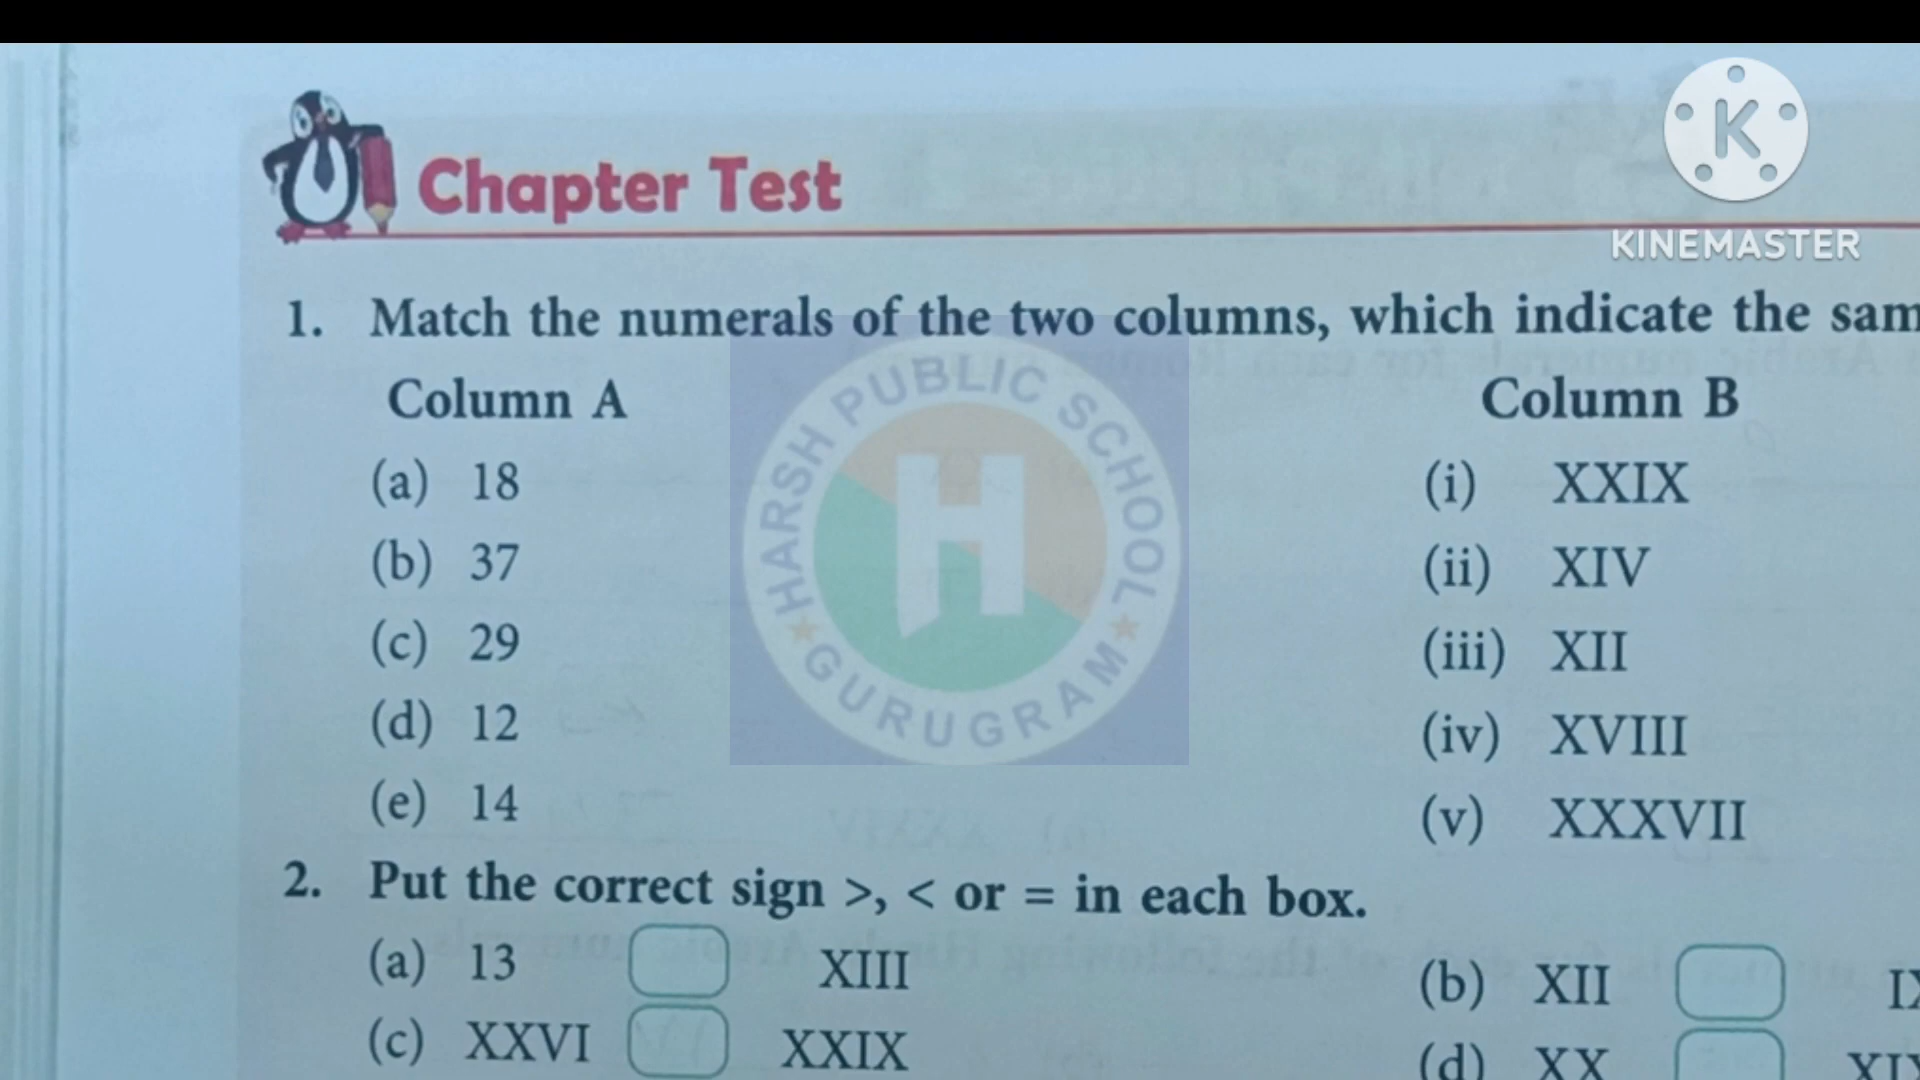 Chapter Test
KINEMASTER
1. Match the numerals of the two columns, which indicate the sam
Column A Column B
(a) 18 (i) XXIX
(b) 37 (ii) XIV
(c) 29 (iii) XII
(d) 12 (iv) XVIII
(e) 14 (v) XXXVII
HARSH PUBLIC SCHOOL
H
GURUGRAM
2. Put the correct sign >, < or = in each box.
(a) 13 XIII (b) XII IX
(c) XXVI XXIX (d) XX XIX